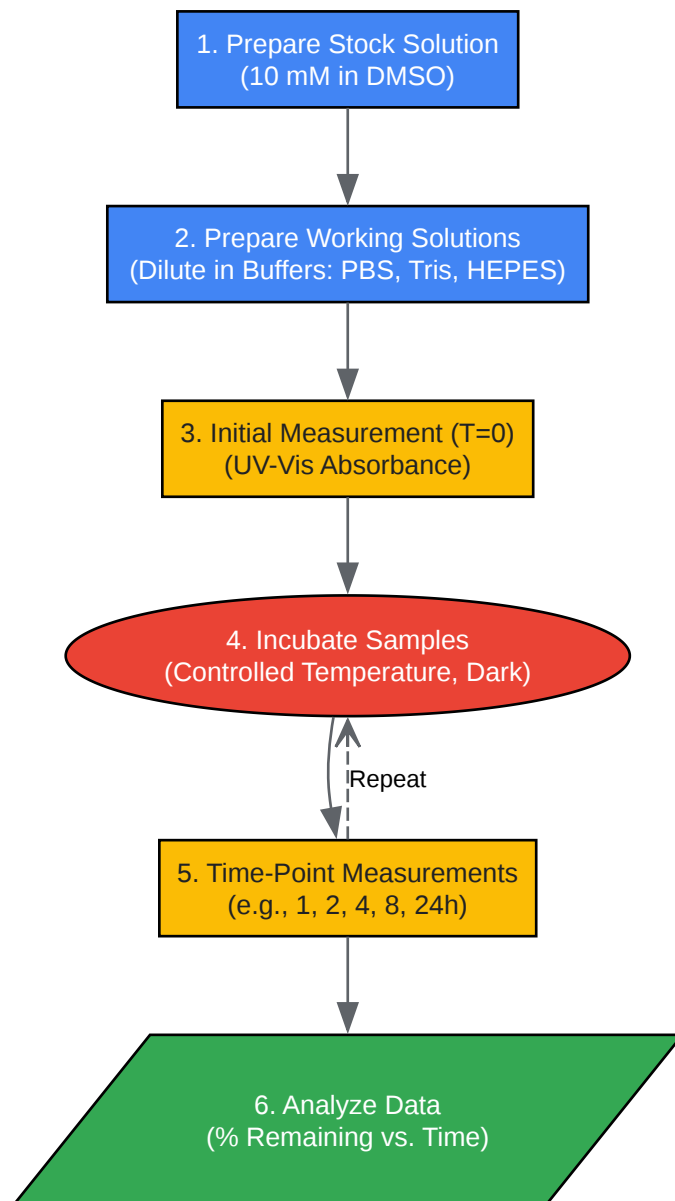 1. Prepare Stock Solution
(10 mM in DMSO)
2. Prepare Working Solutions
(Dilute in Buffers: PBS, Tris, HEPES)
3. Initial Measurement (T=0)
(UV-Vis Absorbance)
4. Incubate Samples
(Controlled Temperature, Dark)
Repeat
5. Time-Point Measurements
(e.g., 1, 2, 4, 8, 24h)
6. Analyze Data
(% Remaining vs. Time)